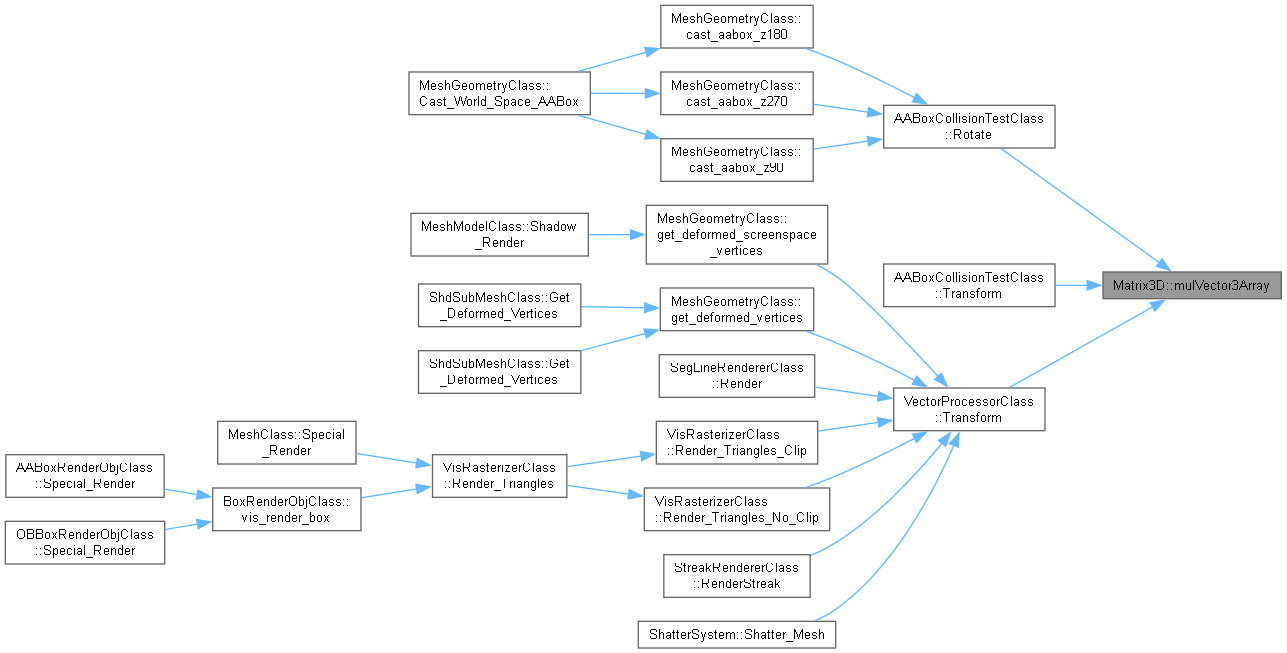 MeshGeometryClass::
cast_aabox_z180
MeshGeometryClass::
Cast_World_Space_AABox
MeshGeometryClass::
cast_aabox_z270
AABoxCollisionTestClass
::Rotate
MeshGeometryClass::
cast_aabox_z90
MeshModelClass::Shadow
_Render
MeshGeometryClass::
get_deformed_screenspace
_vertices
AABoxCollisionTestClass
::Transform
Matrix3D::mulVector3Array
ShdSubMeshClass::Get
_Deformed_Vertices
MeshGeometryClass::
get_deformed_vertices
ShdSubMeshClass::Get
_Deformed_Vertices
SegLineRendererClass
::Render
VectorProcessorClass
::Transform
MeshClass::Special
_Render
VisRasterizerClass
::Render_Triangles_Clip
AABoxRenderObjClass
::Special_Render
VisRasterizerClass
::Render_Triangles
BoxRenderObjClass::
vis_render_box
VisRasterizerClass
::Render_Triangles_No_Clip
OBBoxRenderObjClass
::Special_Render
StreakRendererClass
::RenderStreak
ShatterSystem::Shatter_Mesh